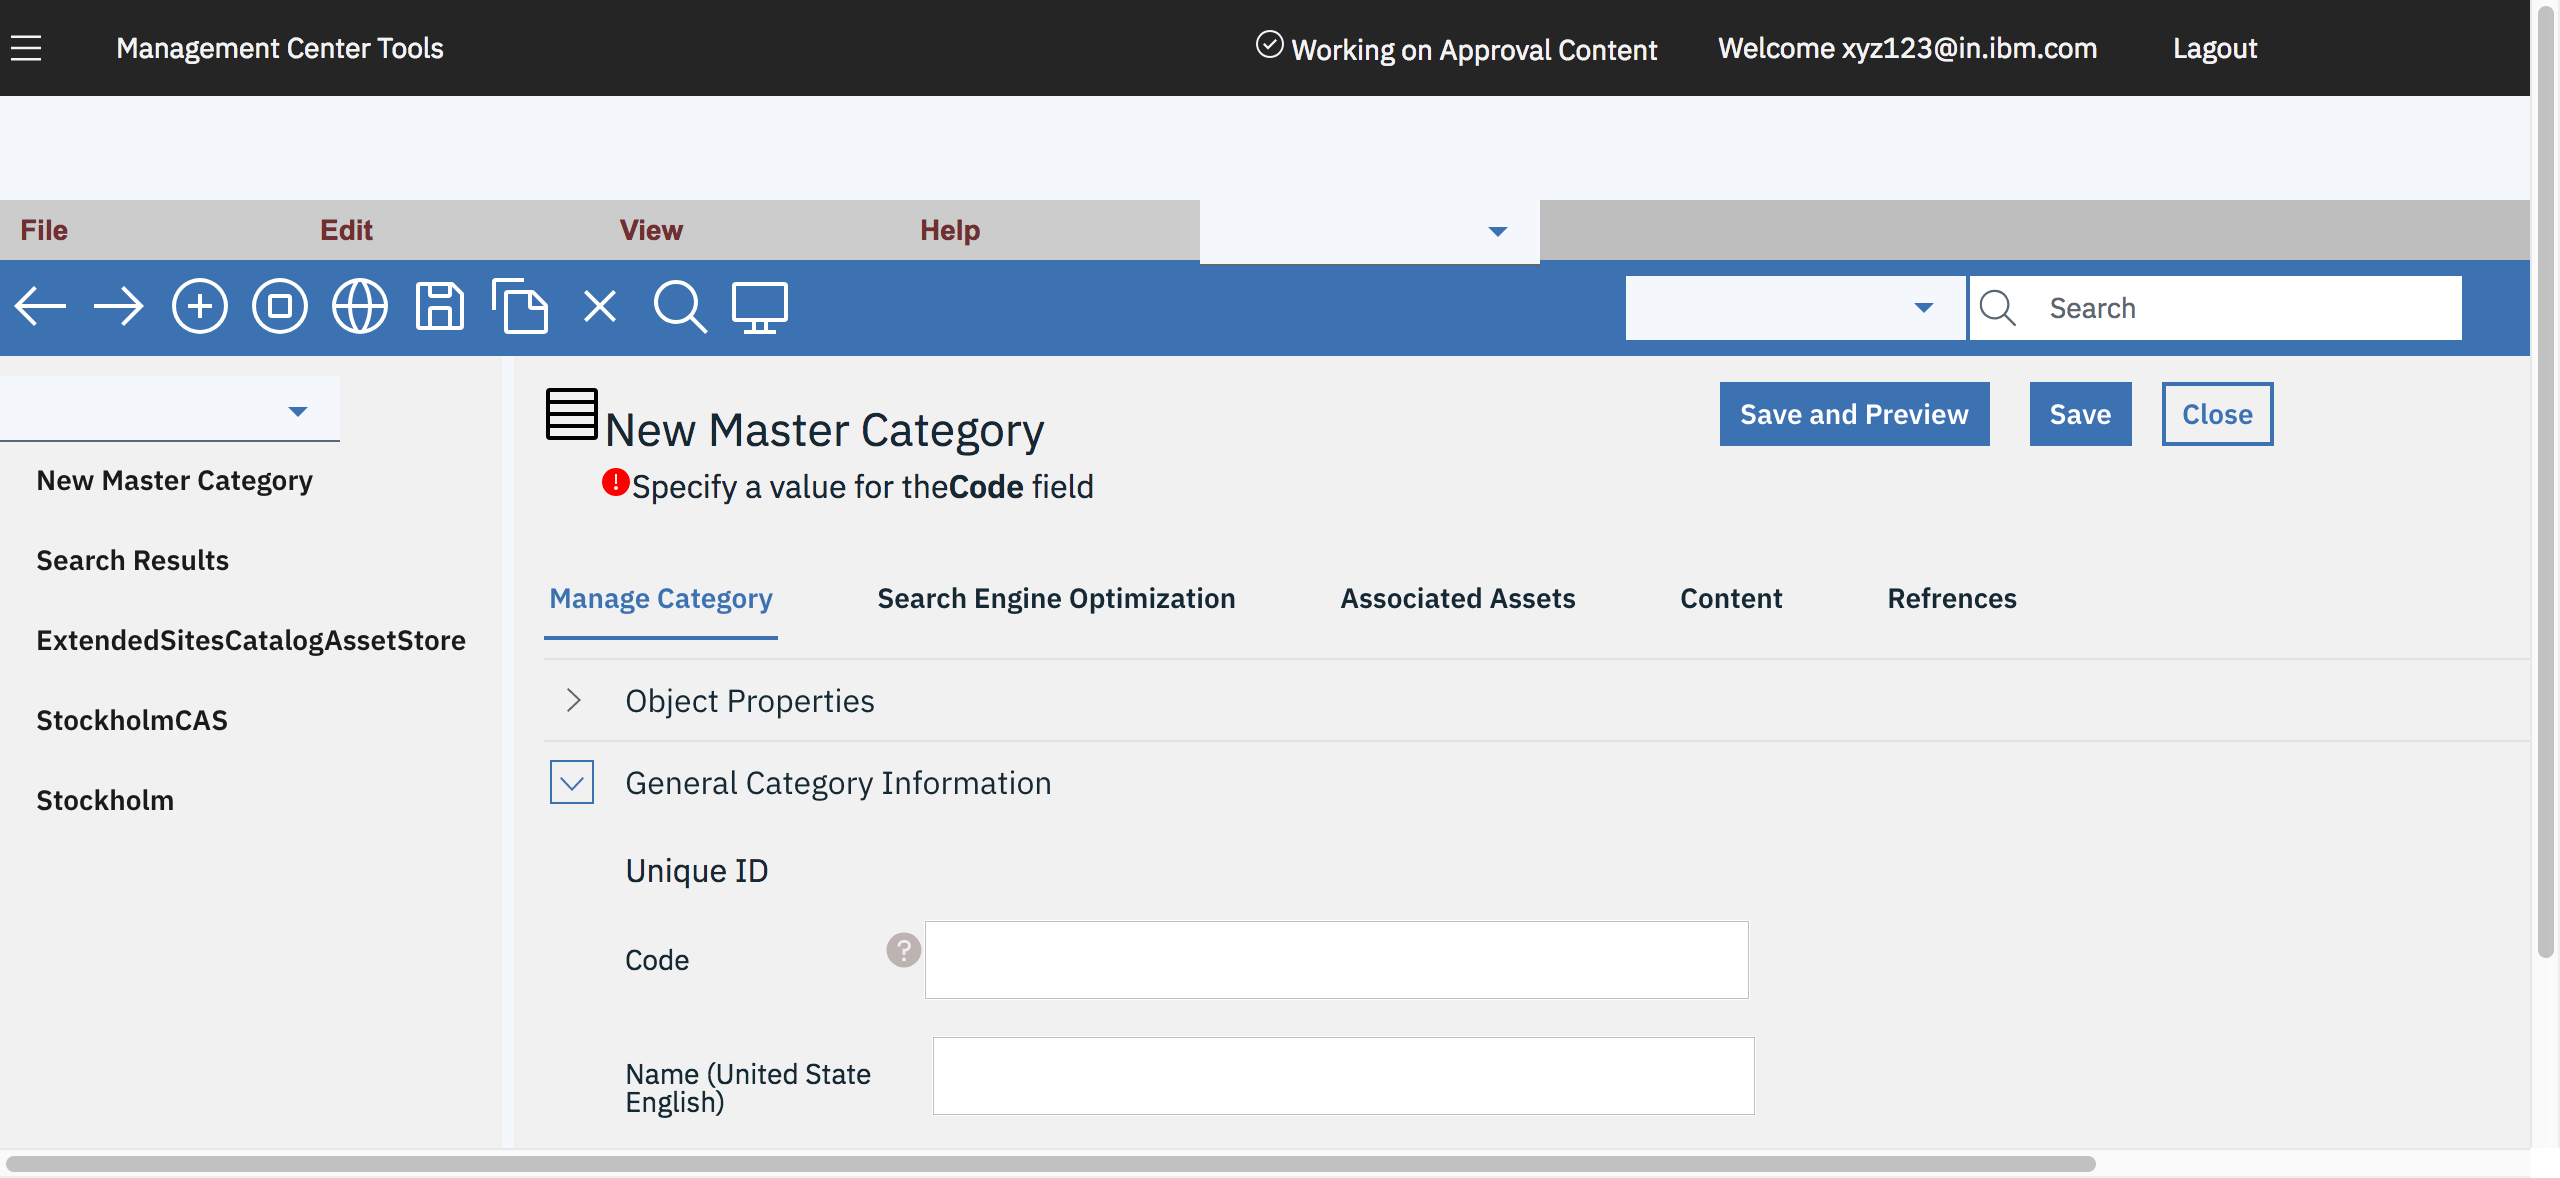 Management Center Tools
Working on Approval Content
Welcome xyz123@in.ibm.com
Lagout
File
Edit
View
Help
Search
New Master Category
Search Results
ExtendedSitesCatalogAssetStore
StockholmCAS
Stockholm
New Master Category
Save and Preview
Save
Close
Specify a value for theCode field
Manage Category
Search Engine Optimization
Associated Assets
Content
Refrences
Object Properties
General Category Information
Unique ID
Code
?
Name (United State
English)